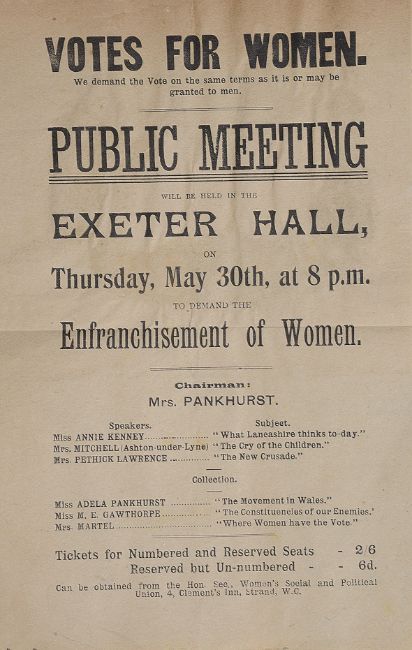 VOTES FOR WOMEN.
We demand the Vote on the same terms as it is or may be
granted to men.
PUBLIC MEETING
WILL BE HELD IN THE
EXETER HALL,
ON
Thursday, May 30th, at 8 p.m.
TO DEMAND THE
Enfranchisement of Women.
Chairman:
Mrs. PANKHURST.
Speakers. Subject.
Miss ANNIE KENNEY.................. "What Lancashire thinks to-day."
Mrs. MITCHELL (Ashton-under-Lyne) "The Cry of the Children."
Mrs. PETHICK LAWRENCE ............ "The New Crusade."
Collection.
Miss ADELA PANKHURST ............ "The Movement in Wales."
Miss M. E. GAWTHORPE............... "The Constituencies of our Enemies."
Mrs. MARTEL ........................... "Where Women have the Vote."
Tickets for Numbered and Reserved Seats - 2/6
Reserved but Un-numbered - - 6d.
Can be obtained from the Hon. Sec., Women's Social and Political
Union, 4, Clement's Inn, Strand, W.C.